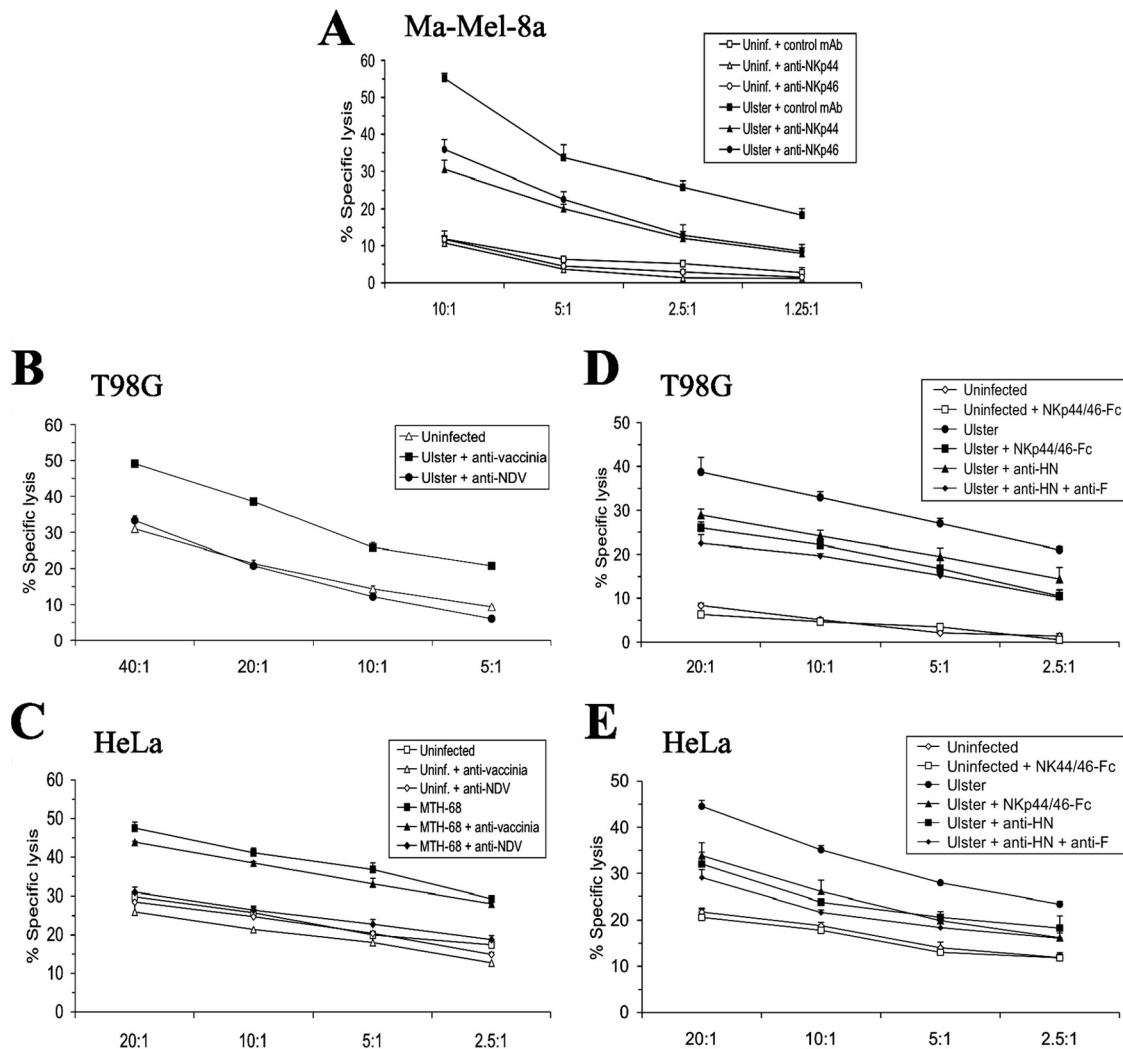 A Ma-Mel-8a
% Specific lysis
60
50
40
30
20
10
0
10:1 5:1 2.5:1 1.25:1
Uninf. + control mAb
Uninf. + anti-NKp44
Uninf. + anti-NKp46
Ulster + control mAb
Ulster + anti-NKp44
Ulster + anti-NKp46
B T98G
% Specific lysis
60
50
40
30
20
10
0
40:1 20:1 10:1 5:1
Uninfected
Ulster + anti-vaccinia
Ulster + anti-NDV
D T98G
% Specific lysis
50
40
30
20
10
0
20:1 10:1 5:1 2.5:1
Uninfected
Uninfected + NKp44/46-Fc
Ulster
Ulster + NKp44/46-Fc
Ulster + anti-HN
Ulster + anti-HN + anti-F
C HeLa
% Specific lysis
60
50
40
30
20
10
0
20:1 10:1 5:1 2.5:1
Uninfected
Uninf. + anti-vaccinia
Uninf. + anti-NDV
MTH-68
MTH-68 + anti-vaccinia
MTH-68 + anti-NDV
E HeLa
% Specific lysis
50
40
30
20
10
0
20:1 10:1 5:1 2.5:1
Uninfected
Uninfected + NK44/46-Fc
Ulster
Ulster + NKp44/46-Fc
Ulster + anti-HN
Ulster + anti-HN + anti-F